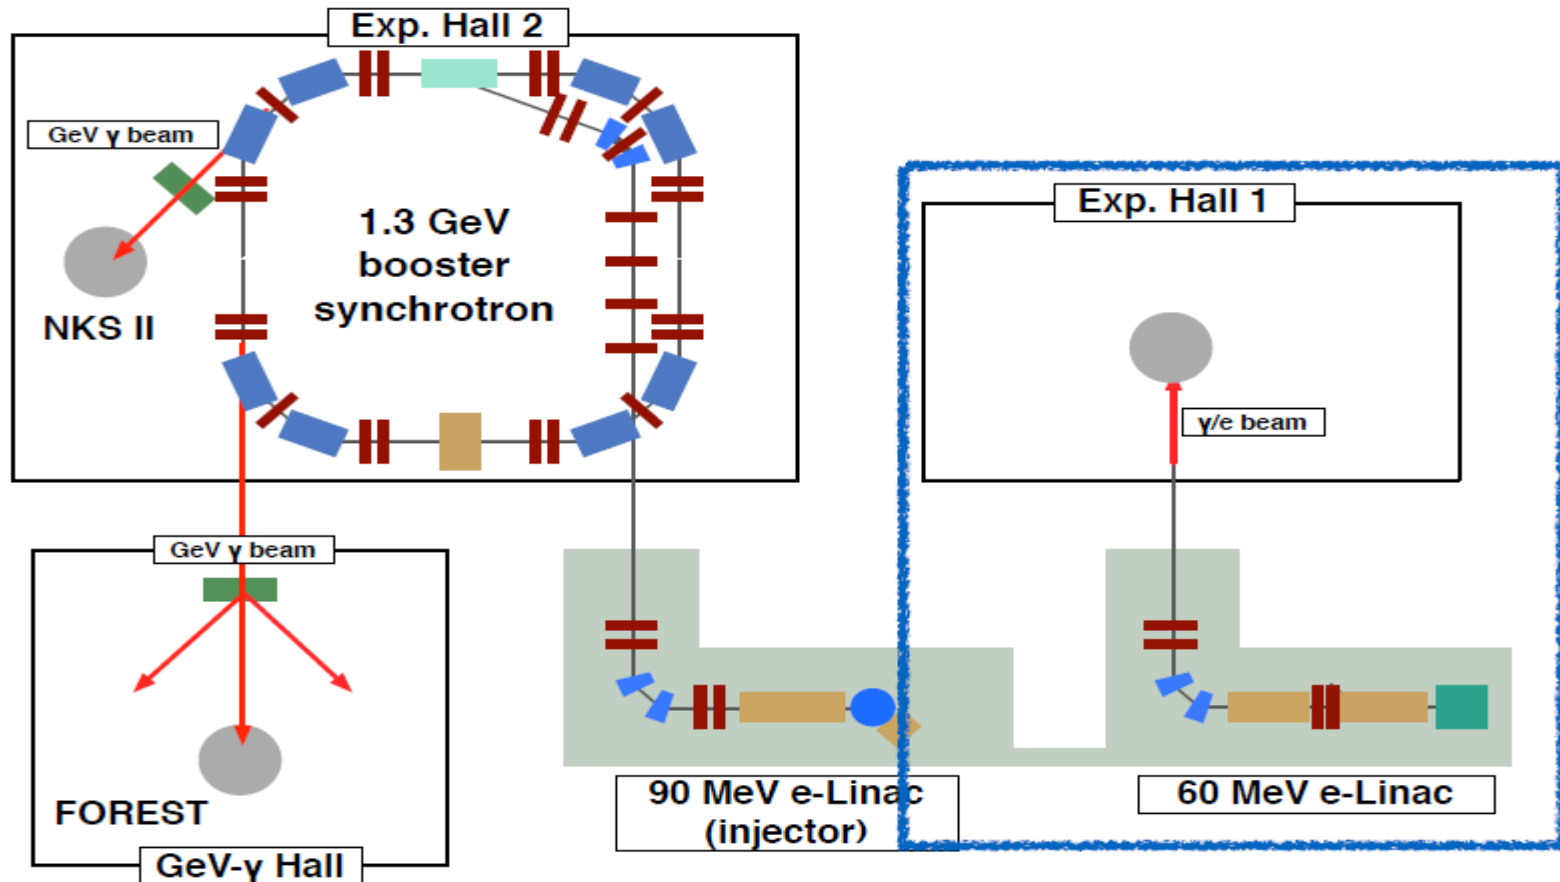 Exp. Hall 2
GeV γ beam
1.3 GeV
booster
synchrotron
NKS II
Exp. Hall 1
γ/e beam
GeV γ beam
FOREST
GeV-γ Hall
90 MeV e-Linac
(injector)
60 MeV e-Linac